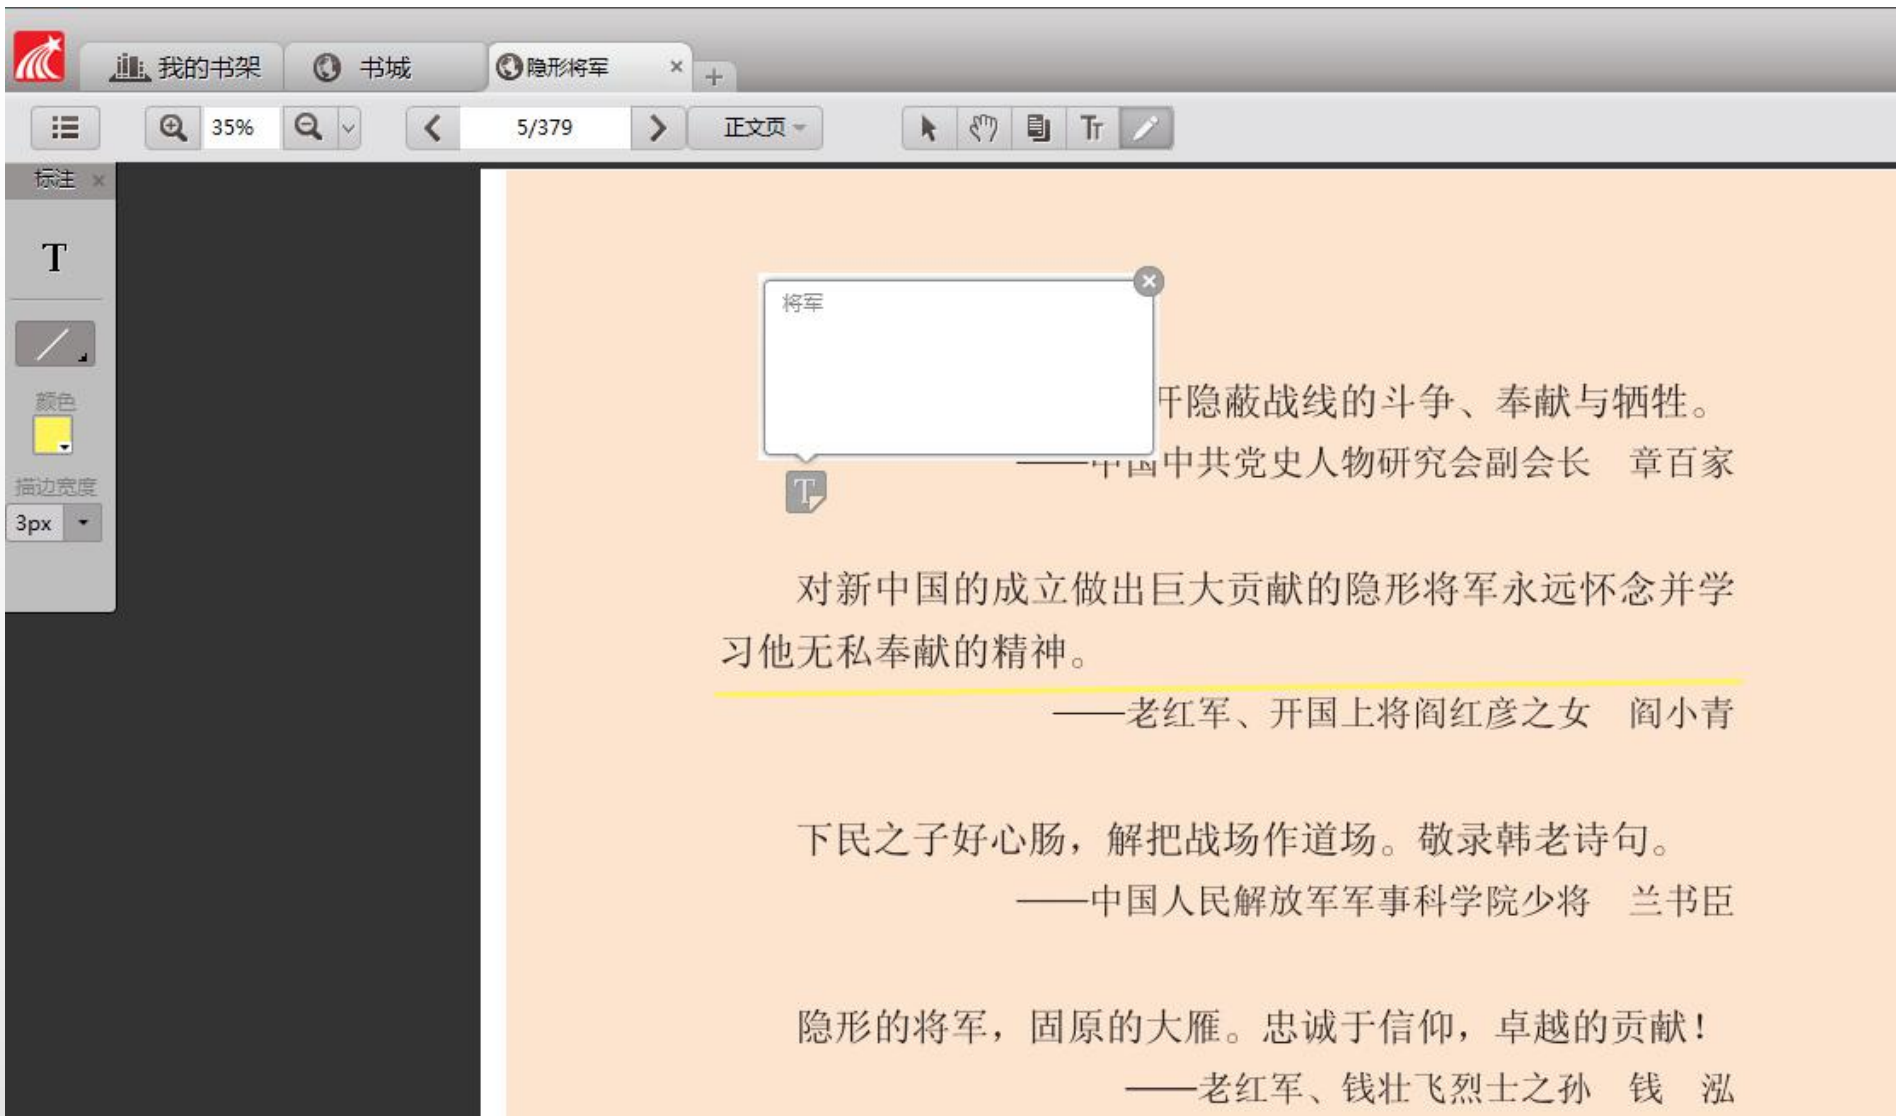 我的书架 书城 隐形将军
35% 5/379 正文页 Tr
标注
T
颜色
描边宽度
3px
将军
T
开隐蔽战线的斗争、奉献与牺牲。
——中国中共党史人物研究会副会长 章百家
对新中国的成立做出巨大贡献的隐形将军永远怀念并学
习他无私奉献的精神。
——老红军、开国上将阎红彦之女 阎小青
下民之子好心肠，解把战场作道场。敬录韩老诗句。
——中国人民解放军军事科学院少将 兰书臣
隐形的将军，固原的大雁。忠诚于信仰，卓越的贡献！
——老红军、钱壮飞烈士之孙 钱 泓